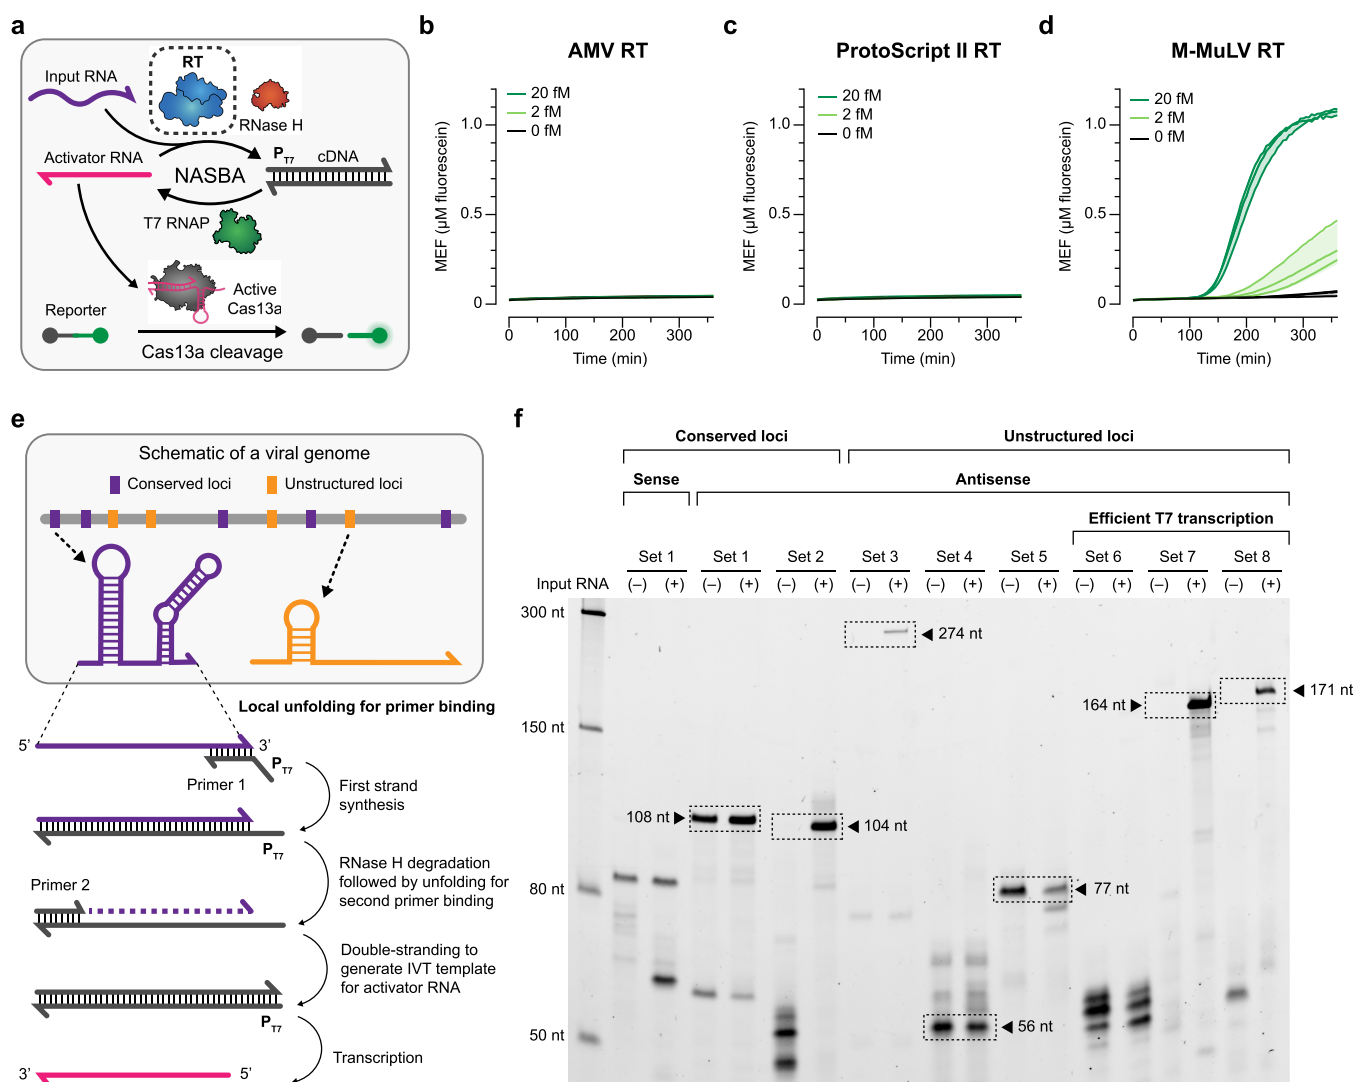 a
Input RNA
RT
RNase H
Activator RNA
P T7
cDNA
NASBA
T7 RNAP
Active
Cas13a
Reporter
Cas13a cleavage
b
AMV RT
20 fM
2 fM
0 fM
MEF (µM fluorescein)
1.0
0.5
0
0 100 200 300
Time (min)
c
ProtoScript II RT
20 fM
2 fM
0 fM
MEF (µM fluorescein)
1.0
0.5
0
0 100 200 300
Time (min)
d
M-MuLV RT
20 fM
2 fM
0 fM
MEF (µM fluorescein)
1.0
0.5
0
0 100 200 300
Time (min)
e
Schematic of a viral genome
Conserved loci
Unstructured loci
Local unfolding for primer binding
5’ 3’
P T7
Primer 1
First strand
synthesis
P T7
RNase H degradation
followed by unfolding for
second primer binding
Primer 2
Double-stranding to
generate IVT template
for activator RNA
P T7
Transcription
3’ 5’
f
Conserved loci Unstructured loci
Sense Antisense
Efficient T7 transcription
Set 1 Set 1 Set 2 Set 3 Set 4 Set 5 Set 6 Set 7 Set 8
Input RNA (–) (+) (–) (+) (–) (+) (–) (+) (–) (+) (–) (+) (–) (+) (–) (+) (–) (+)
300 nt
274 nt
171 nt
164 nt
150 nt
108 nt
104 nt
80 nt
77 nt
56 nt
50 nt